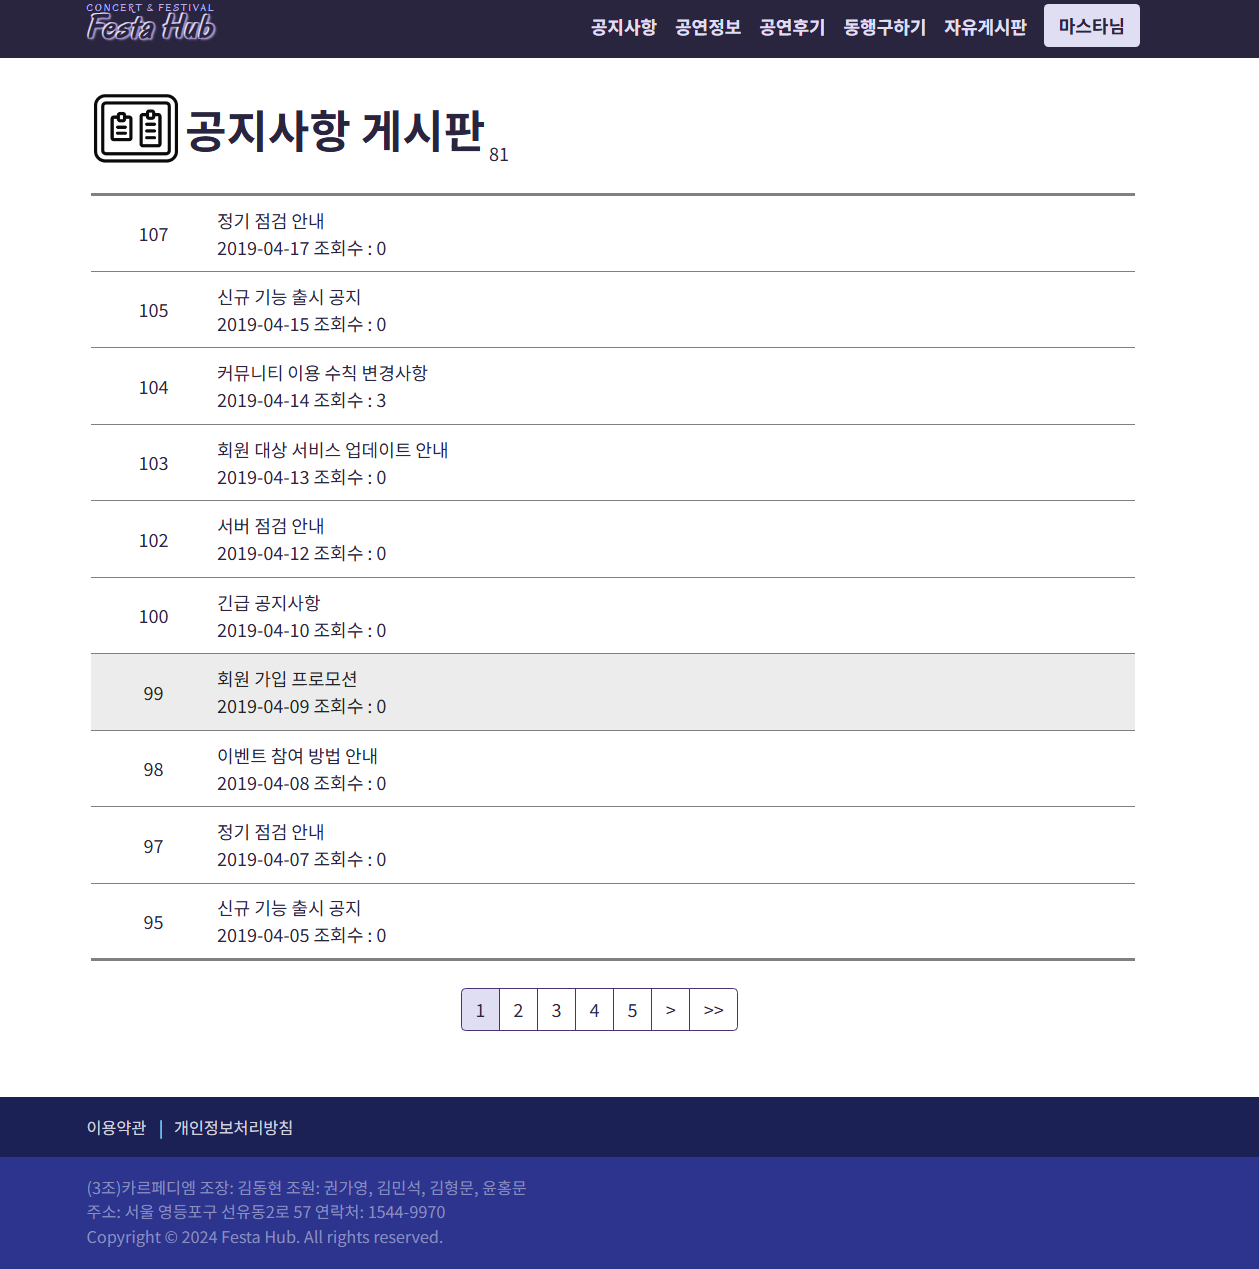 CONCERT & FESTIVAL
Festa Hub
공지사항 공연정보 공연후기 동행구하기 자유게시판 마스타님
공지사항 게시판 81
107
정기 점검 안내
2019-04-17 조회수 : 0
105
신규 기능 출시 공지
2019-04-15 조회수 : 0
104
커뮤니티 이용 수칙 변경사항
2019-04-14 조회수 : 3
103
회원 대상 서비스 업데이트 안내
2019-04-13 조회수 : 0
102
서버 점검 안내
2019-04-12 조회수 : 0
100
긴급 공지사항
2019-04-10 조회수 : 0
99
회원 가입 프로모션
2019-04-09 조회수 : 0
98
이벤트 참여 방법 안내
2019-04-08 조회수 : 0
97
정기 점검 안내
2019-04-07 조회수 : 0
95
신규 기능 출시 공지
2019-04-05 조회수 : 0
1 2 3 4 5 > >>
이용약관 | 개인정보처리방침
(3조)카르페디엠 조장: 김동현 조원: 권가영, 김민석, 김형문, 윤홍문
주소: 서울 영등포구 선유동2로 57 연락처: 1544-9970
Copyright © 2024 Festa Hub. All rights reserved.